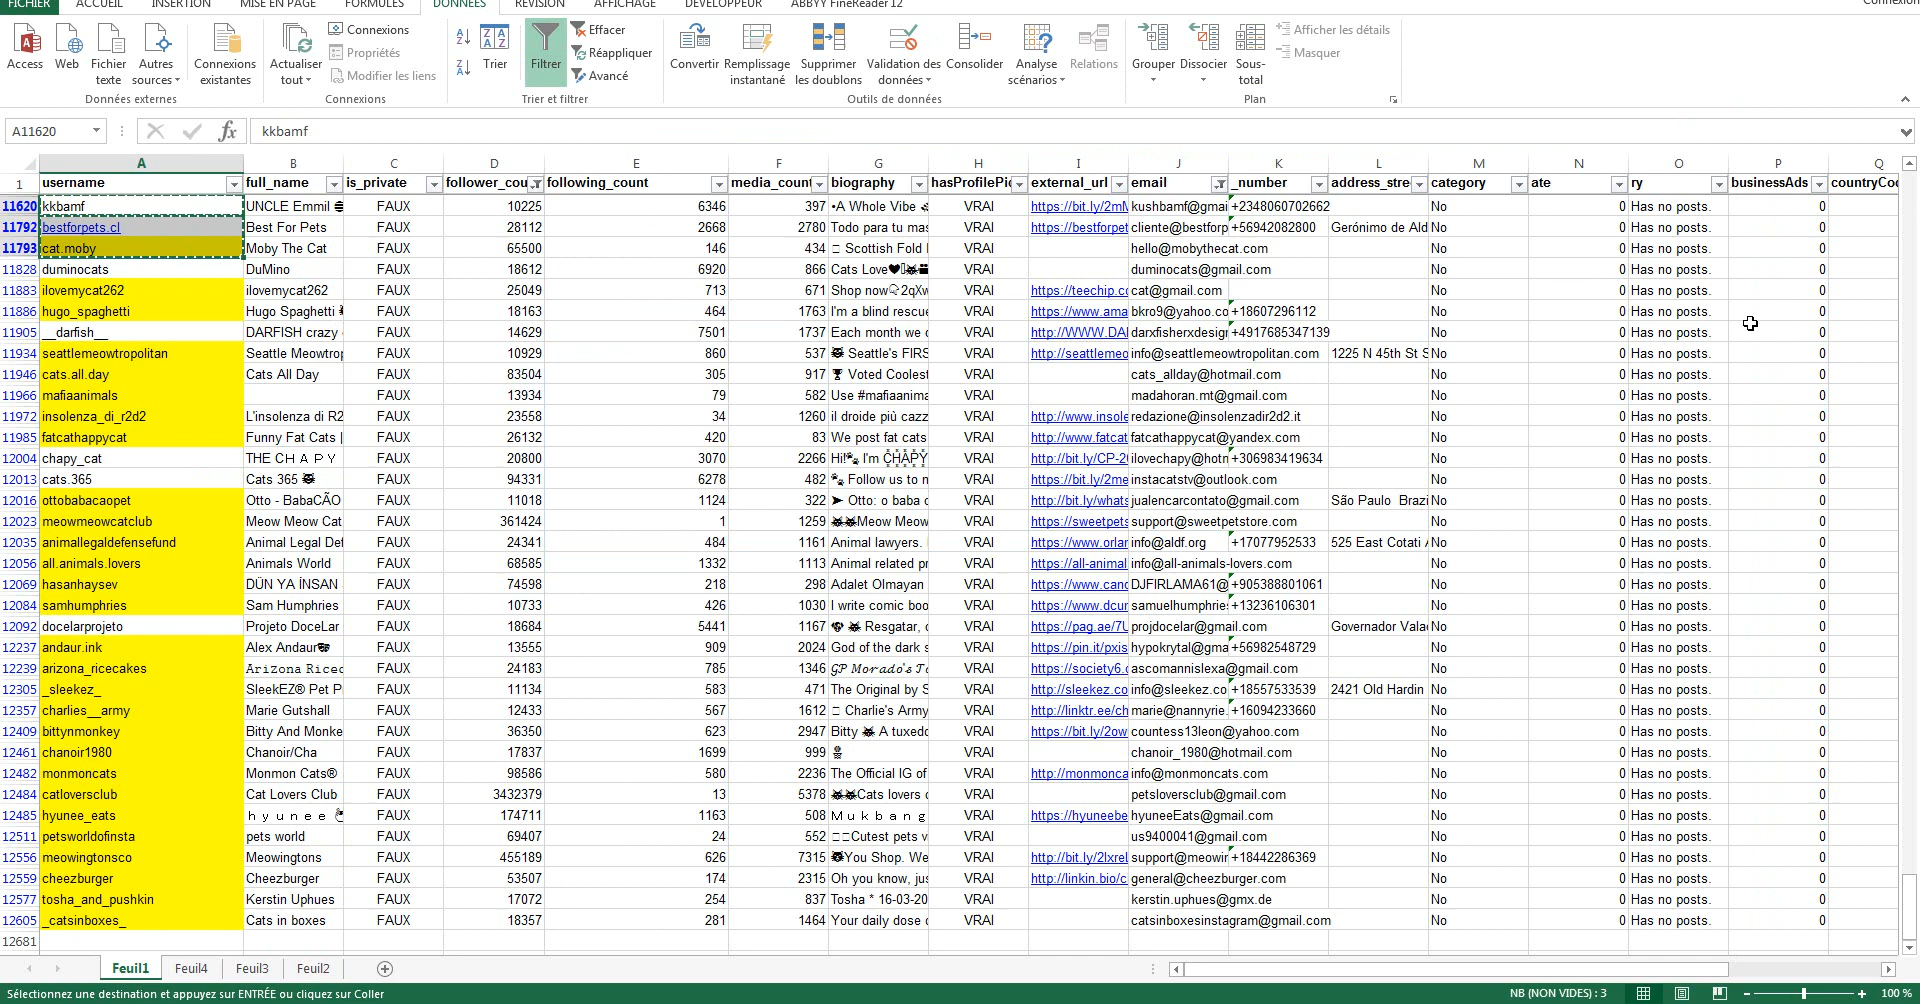 FICHIER ACCUEIL INSERTION MISE EN PAGE FORMULES DONNÉES RÉVISION AFFICHAGE DÉVELOPPEUR ABBYY FineReader 12 Connexion
Access Web Fichier texte Autres sources Connexions existantes Actualiser tout Connexions Propriétés Modifier les liens Trier Filtrer Effacer Réappliquer Avancé Convertir Remplissage instantané Supprimer les doublons Validation des données Consolider Analyse scénarios Relations Grouper Dissocier Sous-total Afficher les détails Masquer
Données externes Connexions Trier et filtrer Outils de données Plan
A11620 fx kkbamf
A B C D E F G H I J K L M N O P Q
1 username full_name is_private follower_cou following_count media_count biography hasProfilePi external_url email _number address_stre category ate ry businessAds countryCo
11620 kkbamf UNCLE Emmil FAUX 10225 6346 397 •A Whole Vibe VRAI https://bit.ly/2mM kushbamf@gmai +2348060702662 No 0 Has no posts. 0
11792 bestforpets.cl Best For Pets FAUX 28112 2668 2780 Todo para tu mas VRAI https://bestforpet cliente@bestforp +56942082800 Gerónimo de Ald No 0 Has no posts. 0
11793 cat.moby Moby The Cat FAUX 65500 146 434 Scottish Fold VRAI hello@mobythecat.com No 0 Has no posts. 0
11828 duminocats DuMino FAUX 18612 6920 866 Cats Love VRAI duminocats@gmail.com No 0 Has no posts. 0
11883 ilovemycat262 ilovemycat262 FAUX 25049 713 671 Shop now 2qXw VRAI https://teechip.co cat@gmail.com No 0 Has no posts. 0
11886 hugo_spaghetti Hugo Spaghetti FAUX 18163 464 1763 I'm a blind rescue VRAI https://www.ama bkro9@yahoo.co +18607296112 No 0 Has no posts. 0
11905 __darfish__ DARFISH crazy FAUX 14629 7501 1737 Each month we VRAI http://WWW.DA darxfisherxdesig +4917685347139 No 0 Has no posts. 0
11934 seattlemeowtropolitan Seattle Meowtrop FAUX 10929 860 537 Seattle's FIRS VRAI http://seattlemeo info@seattlemeowtropolitan.com 1225 N 45th St S No 0 Has no posts. 0
11946 cats.all.day Cats All Day FAUX 83504 305 917 Voted Coolest VRAI cats_allday@hotmail.com No 0 Has no posts. 0
11966 mafiaanimals FAUX 13934 79 582 Use #mafiaanima VRAI madahoran.mt@gmail.com No 0 Has no posts. 0
11972 insolenza_di_r2d2 L'insolenza di R2 FAUX 23558 34 1260 il droide più cazz VRAI http://www.insole redazione@insolenzadir2d2.it No 0 Has no posts. 0
11985 fatcathappycat Funny Fat Cats | FAUX 26132 420 83 We post fat cats VRAI http://www.fatcat fatcathappycat@yandex.com No 0 Has no posts. 0
12004 chapy_cat THE C H A P Y FAUX 20800 3070 2266 Hi! I'm CHAPY VRAI http://bit.ly/CP-2 ilovechapy@hotn +306983419634 No 0 Has no posts. 0
12013 cats.365 Cats 365 FAUX 94331 6278 482 Follow us to VRAI https://bit.ly/2me instacatstv@outlook.com No 0 Has no posts. 0
12016 ottobabacaopet Otto - BabaCÃO FAUX 11018 1124 322 ➤ Otto: o baba VRAI http://bit.ly/whats jualencarcontato@gmail.com São Paulo Brazi No 0 Has no posts. 0
12023 meowmeowcatclub Meow Meow Cat FAUX 361424 1 1259 Meow Meow VRAI https://sweetpets support@sweetpetstore.com No 0 Has no posts. 0
12035 animallegaldefensefund Animal Legal Def FAUX 24341 484 1161 Animal lawyers. VRAI https://www.orlan info@aldf.org +17077952533 525 East Cotati A No 0 Has no posts. 0
12056 all.animals.lovers Animals World FAUX 68585 1332 1113 Animal related pr VRAI https://all-animal info@all-animals-lovers.com No 0 Has no posts. 0
12069 hasanhaysev DÜN YA İNSAN FAUX 74598 218 298 Adalet Olmayan VRAI https://www.canc DJFIRLAMA61@ +905388801061 No 0 Has no posts. 0
12084 samhumphries Sam Humphries FAUX 10733 426 1030 I write comic boo VRAI https://www.dcun samuelhumphrie +13236106301 No 0 Has no posts. 0
12092 docelarprojeto Projeto DoceLar FAUX 18684 5441 1167 Resgatar, VRAI https://pag.ae/7U projdocelar@gmail.com Governador Vala No 0 Has no posts. 0
12237 andaur.ink Alex Andaur FAUX 13555 909 2024 God of the dark s VRAI https://pin.it/pxis hypokrytal@gma +56982548729 No 0 Has no posts. 0
12239 arizona_ricecakes Arizona Ricec FAUX 24183 785 1346 GP Morado's VRAI https://society6. ascomannislexa@gmail.com No 0 Has no posts. 0
12305 _sleekez_ SleekEZ® Pet P FAUX 11134 583 471 The Original by S VRAI http://sleekez.co info@sleekez.co +18557533539 2421 Old Hardin No 0 Has no posts. 0
12357 charlies__army Marie Gutshall FAUX 12433 567 1612 Charlie's Army VRAI http://linktr.ee/ch marie@nannyrie. +16094233660 No 0 Has no posts. 0
12409 bittynmonkey Bitty And Monke FAUX 36350 623 2947 Bitty A tuxedo VRAI https://bit.ly/2ow countess13leon@yahoo.com No 0 Has no posts. 0
12461 chanoir1980 Chanoir/Cha FAUX 17837 1699 999 VRAI chanoir_1980@hotmail.com No 0 Has no posts. 0
12482 monmoncats Monmon Cats® FAUX 98586 580 2236 The Official IG of VRAI http://monmonca info@monmoncats.com No 0 Has no posts. 0
12484 catloversclub Cat Lovers Club FAUX 3432379 13 5378 Cats lovers VRAI petsloversclub@gmail.com No 0 Has no posts. 0
12485 hyunee_eats h y u n e e FAUX 174711 1163 508 M u k b a n g VRAI https://hyuneebe hyuneeEats@gmail.com No 0 Has no posts. 0
12511 petsworldofinsta pets world FAUX 69407 24 552 Cutest pets VRAI us9400041@gmail.com No 0 Has no posts. 0
12556 meowingtonsco Meowingtons FAUX 455189 626 7315 You Shop. We VRAI http://bit.ly/2lxrel support@meowin +18442286369 No 0 Has no posts. 0
12559 cheezburger Cheezburger FAUX 53507 174 2315 Oh you know, jus VRAI http://linkin.bio/c general@cheezburger.com No 0 Has no posts. 0
12577 tosha_and_pushkin Kerstin Uphues FAUX 17072 254 837 Tosha * 16-03-20 VRAI kerstin.uphues@gmx.de No 0 Has no posts. 0
12605 _catsinboxes_ Cats in boxes FAUX 18357 281 1464 Your daily dose VRAI catsinboxesinstagram@gmail.com No 0 Has no posts. 0
12681
Feuil1 Feuil4 Feuil3 Feuil2
Sélectionnez une destination et appuyez sur ENTRÉE ou cliquez sur Coller NB (NON VIDES) : 3 100 %